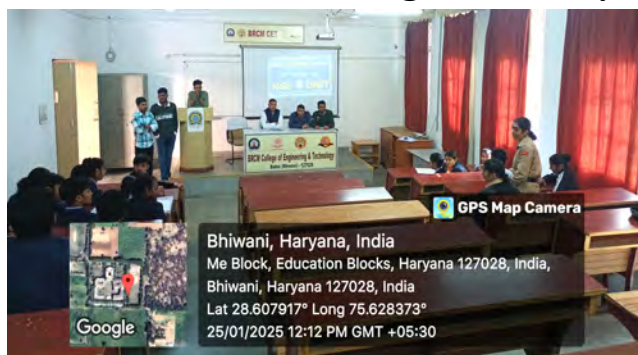 BRCM CET
BRCM College of Engineering & Technology
GPS Map Camera
Bhiwani, Haryana, India
Me Block, Education Blocks, Haryana 127028, India,
Bhiwani, Haryana 127028, India
Lat 28.607917° Long 75.628373°
25/01/2025 12:12 PM GMT +05:30
Google